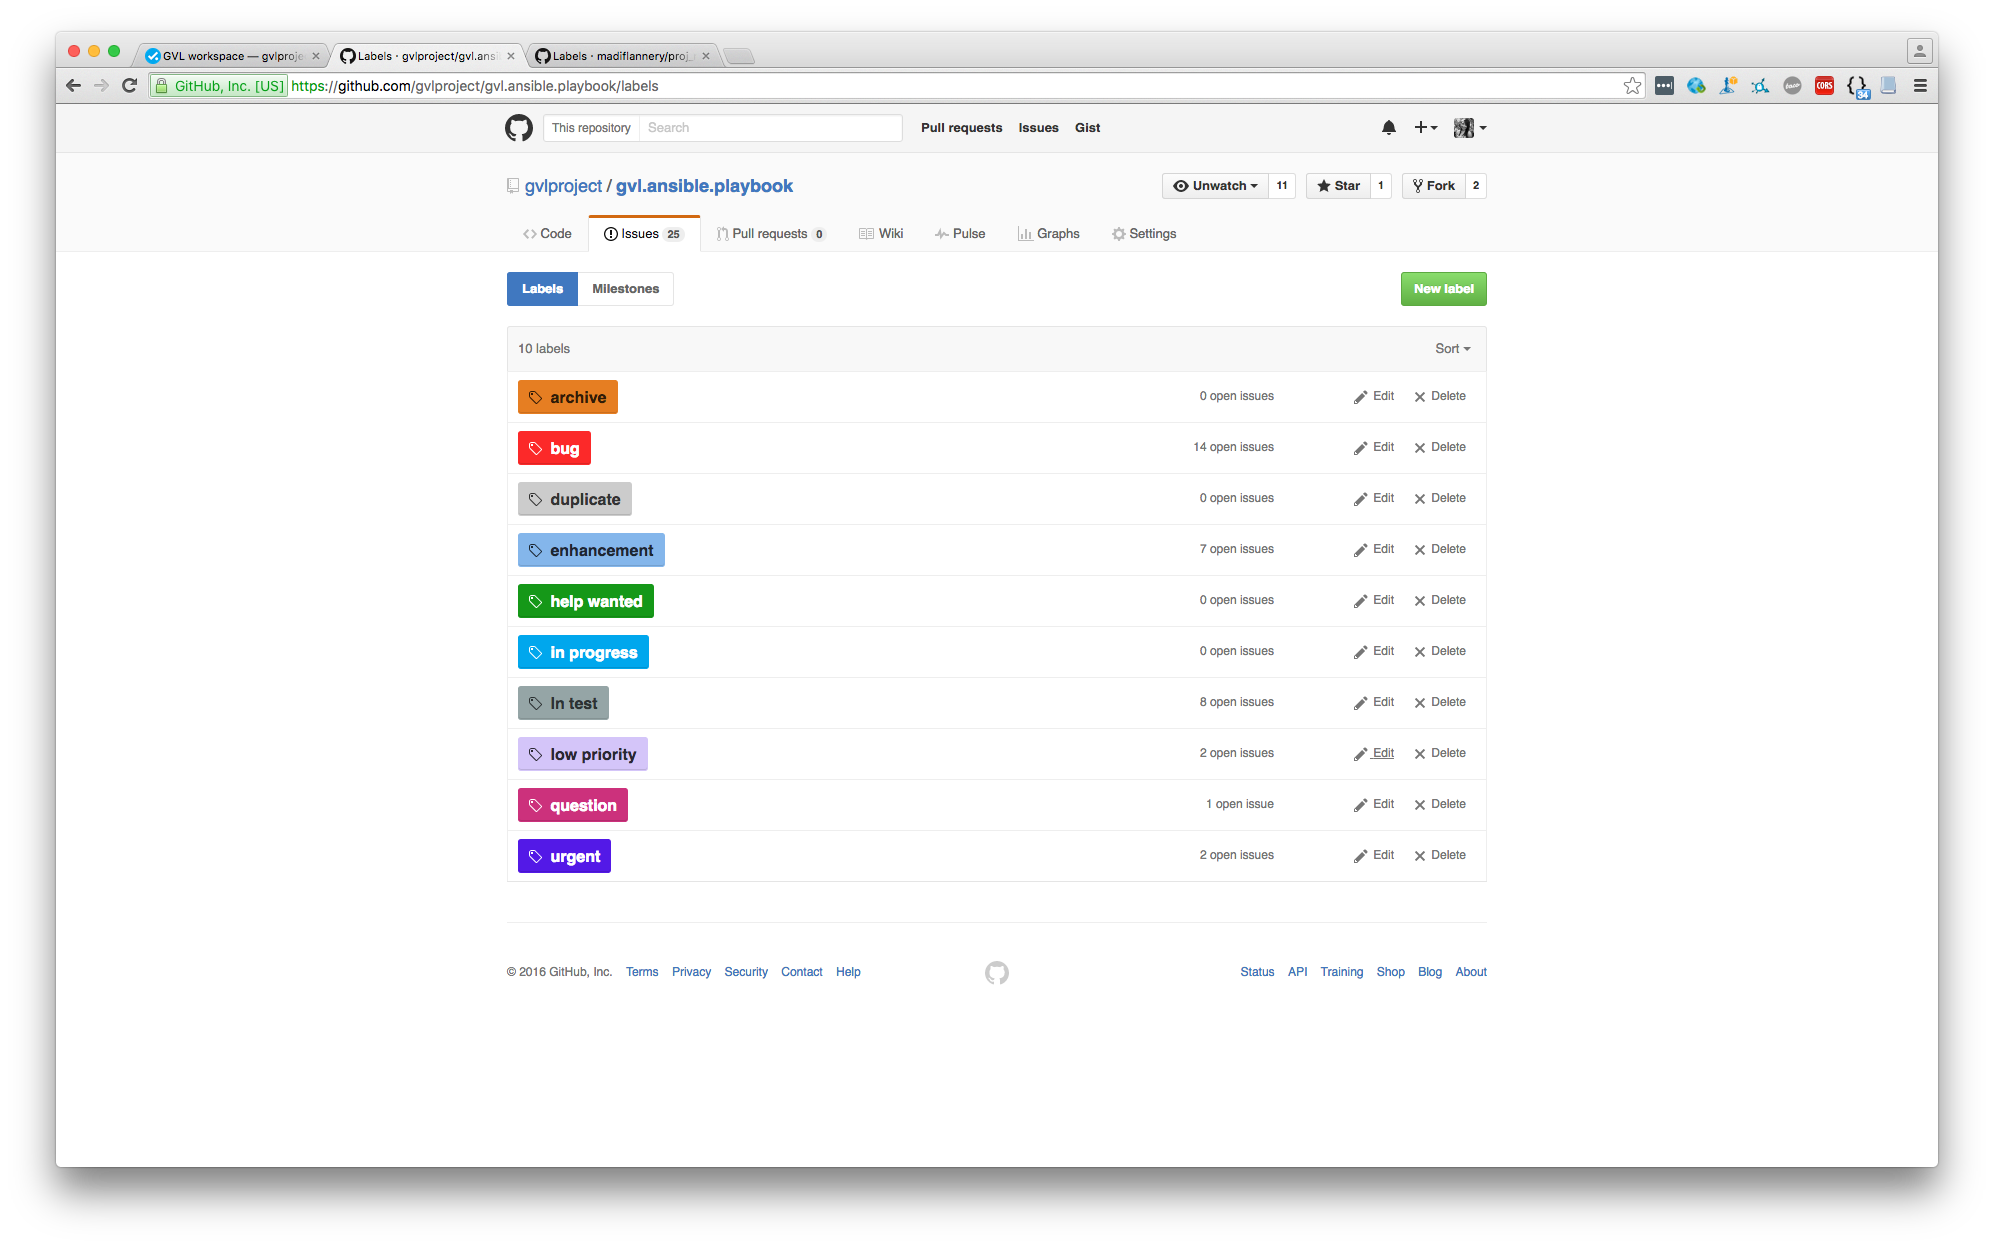 GVL workspace — gvlproje
Labels · gvlproject/gvl.ansi
Labels · madiflannery/proj_
GitHub, Inc. [US] https://github.com/gvlproject/gvl.ansible.playbook/labels
CORS
34
This repository Search Pull requests Issues Gist
gvlproject / gvl.ansible.playbook
Unwatch 11 Star 1 Fork 2
Code Issues 25 Pull requests 0 Wiki Pulse Graphs Settings
Labels Milestones New label
10 labels Sort
archive 0 open issues Edit Delete
bug 14 open issues Edit Delete
duplicate 0 open issues Edit Delete
enhancement 7 open issues Edit Delete
help wanted 0 open issues Edit Delete
in progress 0 open issues Edit Delete
In test 8 open issues Edit Delete
low priority 2 open issues Edit Delete
question 1 open issue Edit Delete
urgent 2 open issues Edit Delete
© 2016 GitHub, Inc. Terms Privacy Security Contact Help
Status API Training Shop Blog About